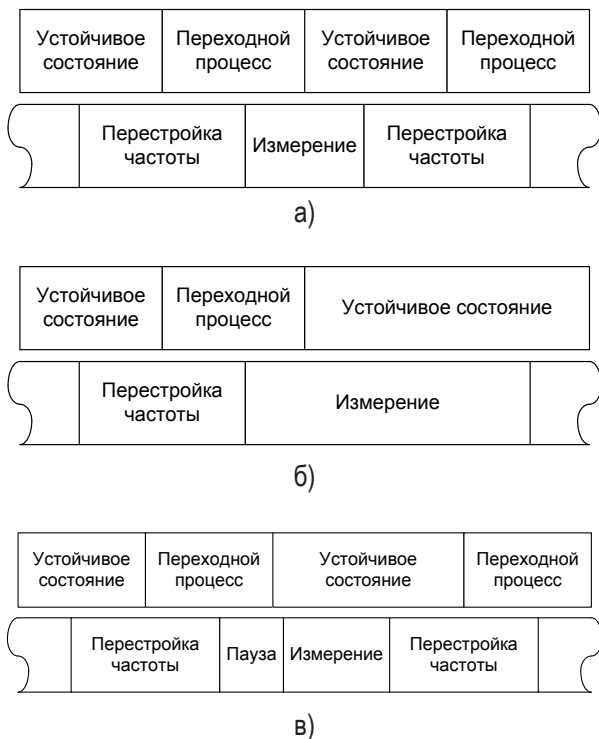 Устойчивое состояние
Переходной процесс
Устойчивое состояние
Переходной процесс
Перестройка частоты
Измерение
Перестройка частоты
а)
Устойчивое состояние
Переходной процесс
Устойчивое состояние
Перестройка частоты
Измерение
б)
Устойчивое состояние
Переходной процесс
Устойчивое состояние
Переходной процесс
Перестройка частоты
Пауза
Измерение
Перестройка частоты
в)